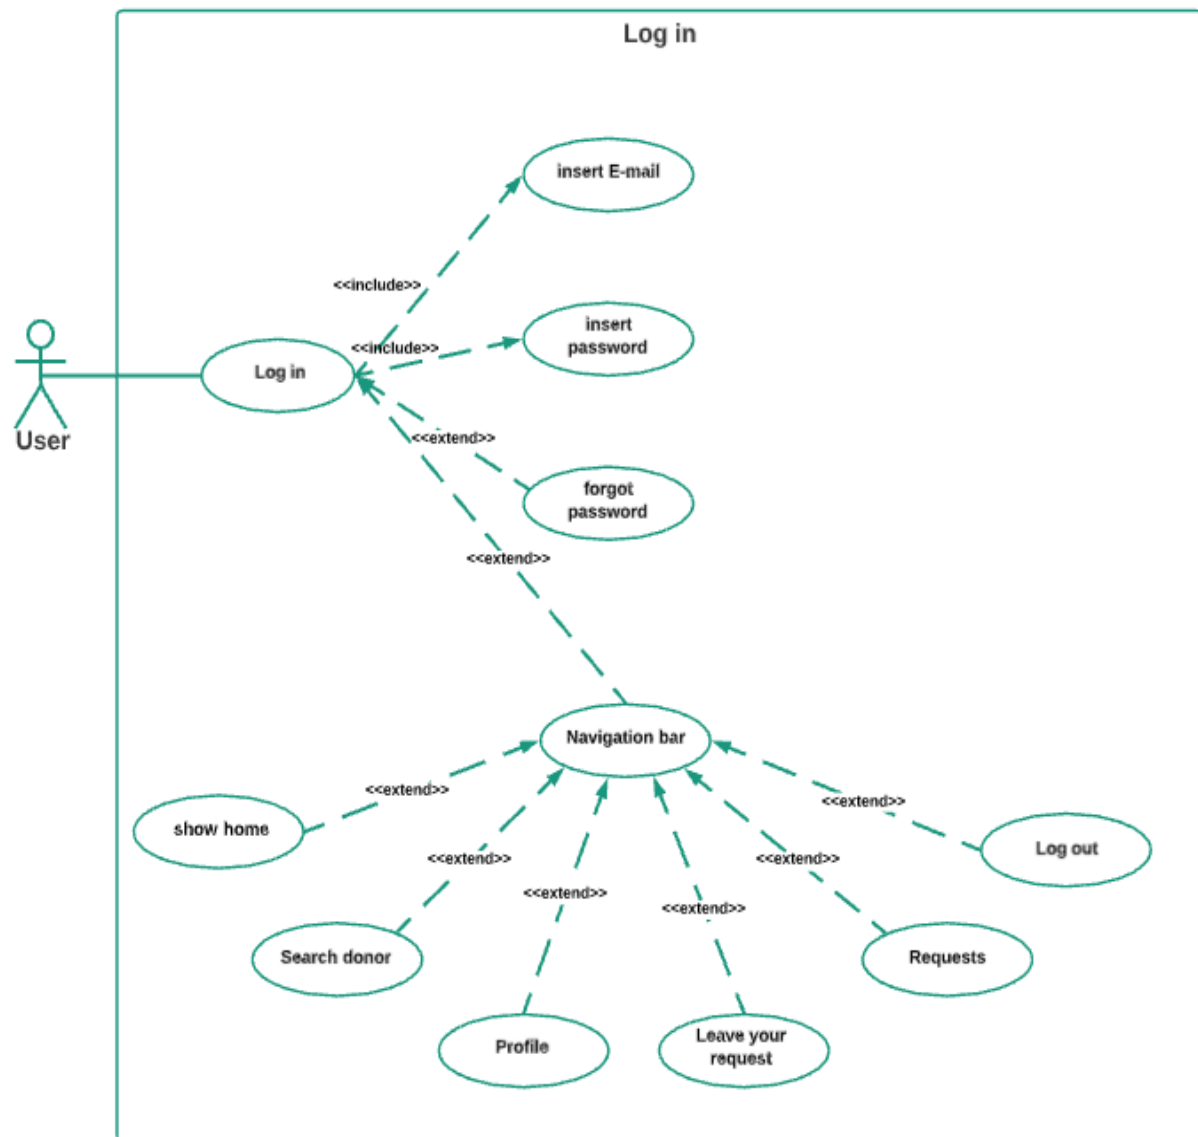 Log in
insert E-mail
<<include>>
insert
password
<<include>>
Log in
User
<<extend>>
forgot
password
<<extend>>
Navigation bar
<<extend>>
<<extend>>
show home
Log out
<<extend>>
<<extend>>
<<extend>>
<<extend>>
Search donor
Requests
Profile
Leave your
request